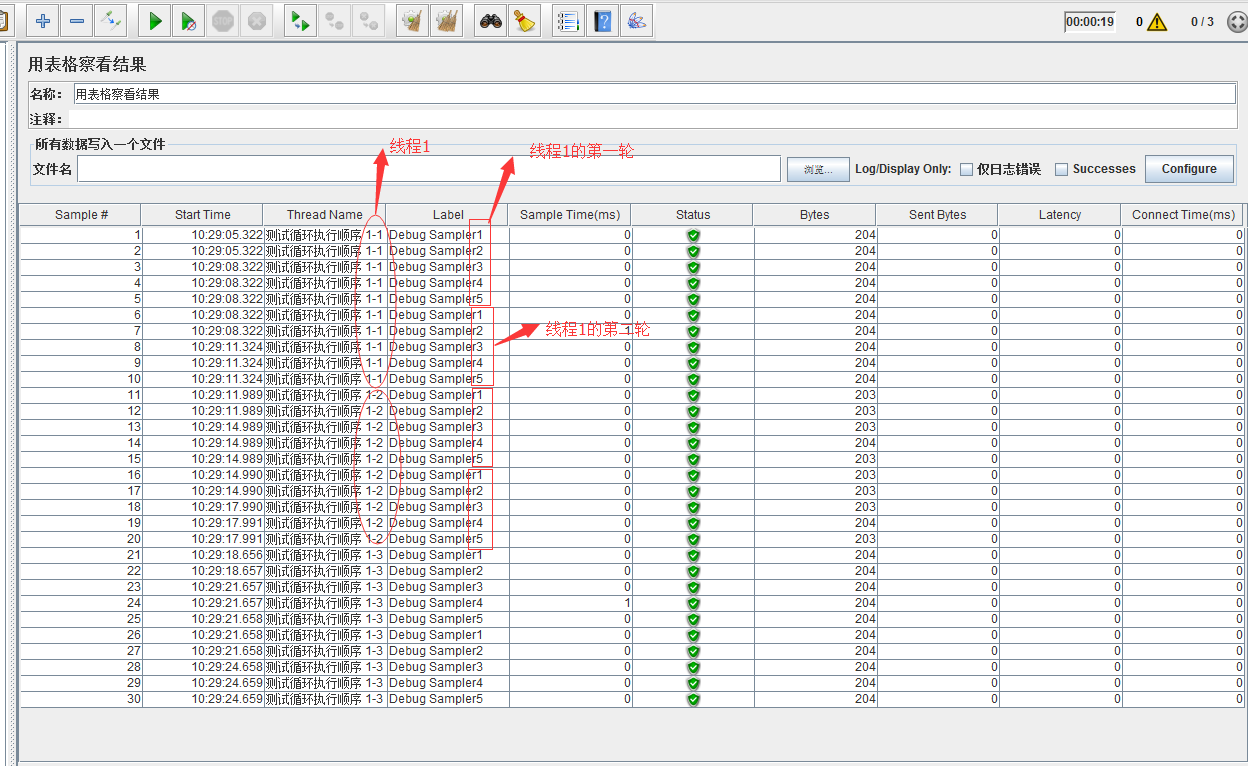 00:00:19 0 0 / 3
用表格察看结果
名称： 用表格察看结果
注释：
所有数据写入一个文件
文件名 浏览... Log/Display Only: 仅日志错误 Successes Configure
线程1
线程1的第一轮
Sample # Start Time Thread Name Label Sample Time(ms) Status Bytes Sent Bytes Latency Connect Time(ms)
1 10:29:05.322 测试循环执行顺序 1-1 Debug Sampler1 0 204 0 0 0
2 10:29:05.322 测试循环执行顺序 1-1 Debug Sampler2 0 204 0 0 0
3 10:29:08.322 测试循环执行顺序 1-1 Debug Sampler3 0 204 0 0 0
4 10:29:08.322 测试循环执行顺序 1-1 Debug Sampler4 0 204 0 0 0
5 10:29:08.322 测试循环执行顺序 1-1 Debug Sampler5 0 204 0 0 0
6 10:29:08.322 测试循环执行顺序 1-1 Debug Sampler1 0 204 0 0 0
7 10:29:08.322 测试循环执行顺序 1-1 Debug Sampler2 1 204 0 0 0
线程1的第二轮
8 10:29:11.324 测试循环执行顺序 1-1 Debug Sampler3 0 204 0 0 0
9 10:29:11.324 测试循环执行顺序 1-1 Debug Sampler4 0 204 0 0 0
10 10:29:11.324 测试循环执行顺序 1-1 Debug Sampler5 0 204 0 0 0
11 10:29:11.989 测试循环执行顺序 1-2 Debug Sampler1 0 203 0 0 0
12 10:29:11.989 测试循环执行顺序 1-2 Debug Sampler2 0 203 0 0 0
13 10:29:14.989 测试循环执行顺序 1-2 Debug Sampler3 0 203 0 0 0
14 10:29:14.989 测试循环执行顺序 1-2 Debug Sampler4 0 204 0 0 0
15 10:29:14.989 测试循环执行顺序 1-2 Debug Sampler5 0 203 0 0 0
16 10:29:14.990 测试循环执行顺序 1-2 Debug Sampler1 0 203 0 0 0
17 10:29:14.990 测试循环执行顺序 1-2 Debug Sampler2 0 203 0 0 0
18 10:29:17.990 测试循环执行顺序 1-2 Debug Sampler3 0 203 0 0 0
19 10:29:17.991 测试循环执行顺序 1-2 Debug Sampler4 0 204 0 0 0
20 10:29:17.991 测试循环执行顺序 1-2 Debug Sampler5 0 203 0 0 0
21 10:29:18.656 测试循环执行顺序 1-3 Debug Sampler1 0 204 0 0 0
22 10:29:18.657 测试循环执行顺序 1-3 Debug Sampler2 0 204 0 0 0
23 10:29:21.657 测试循环执行顺序 1-3 Debug Sampler3 0 204 0 0 0
24 10:29:21.657 测试循环执行顺序 1-3 Debug Sampler4 1 204 0 0 0
25 10:29:21.658 测试循环执行顺序 1-3 Debug Sampler5 0 204 0 0 0
26 10:29:21.658 测试循环执行顺序 1-3 Debug Sampler1 0 204 0 0 0
27 10:29:21.658 测试循环执行顺序 1-3 Debug Sampler2 0 204 0 0 0
28 10:29:24.658 测试循环执行顺序 1-3 Debug Sampler3 0 204 0 0 0
29 10:29:24.659 测试循环执行顺序 1-3 Debug Sampler4 0 204 0 0 0
30 10:29:24.659 测试循环执行顺序 1-3 Debug Sampler5 0 204 0 0 0